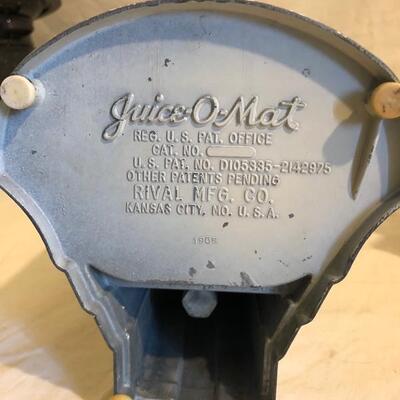 Juice-O-Mat
REG. U.S. PAT. OFFICE
CAT. NO.
U.S. PAT. NO. D105335-2142975
OTHER PATENTS PENDING
RIVAL MFG. CO.
KANSAS CITY, MO. U.S.A.